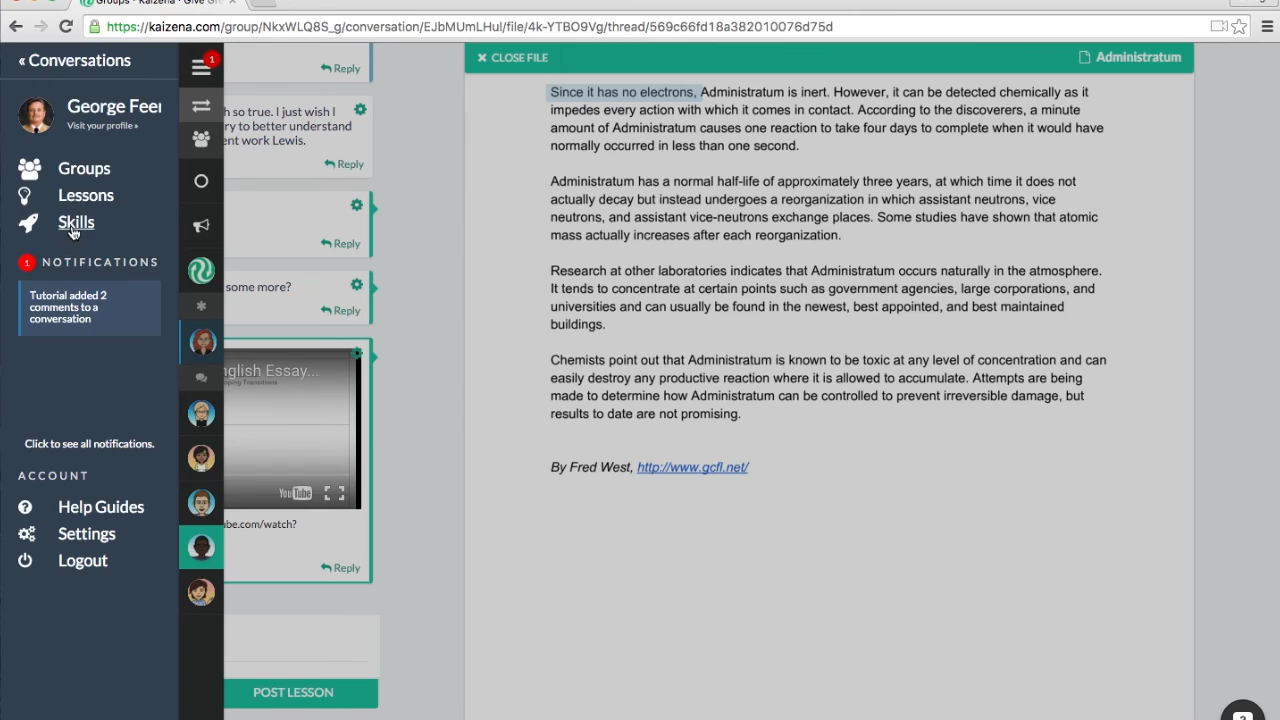 Groups · Kaizena · Give Gre
https://kaizena.com/group/NkxWLQ8S_g/conversation/EJbMUmLHul/file/4k-YTBO9Vg/thread/569c66fd18a382010076d75d
« Conversations
George Feer
Visit your profile »
Groups
Lessons
Skills
1 NOTIFICATIONS
Tutorial added 2
comments to a
conversation
Click to see all notifications.
ACCOUNT
Help Guides
Settings
Logout
1
Reply
h so true. I just wish I
ry to better understand
ent work Lewis.
Reply
Reply
some more?
Reply
nglish Essay...
oping Transitions
YouTube
ube.com/watch?
Reply
POST LESSON
CLOSE FILE
Administratum
Since it has no electrons, Administratum is inert. However, it can be detected chemically as it
impedes every action with which it comes in contact. According to the discoverers, a minute
amount of Administratum causes one reaction to take four days to complete when it would have
normally occurred in less than one second.
Administratum has a normal half-life of approximately three years, at which time it does not
actually decay but instead undergoes a reorganization in which assistant neutrons, vice
neutrons, and assistant vice-neutrons exchange places. Some studies have shown that atomic
mass actually increases after each reorganization.
Research at other laboratories indicates that Administratum occurs naturally in the atmosphere.
It tends to concentrate at certain points such as government agencies, large corporations, and
universities and can usually be found in the newest, best appointed, and best maintained
buildings.
Chemists point out that Administratum is known to be toxic at any level of concentration and can
easily destroy any productive reaction where it is allowed to accumulate. Attempts are being
made to determine how Administratum can be controlled to prevent irreversible damage, but
results to date are not promising.
By Fred West, http://www.gcfl.net/